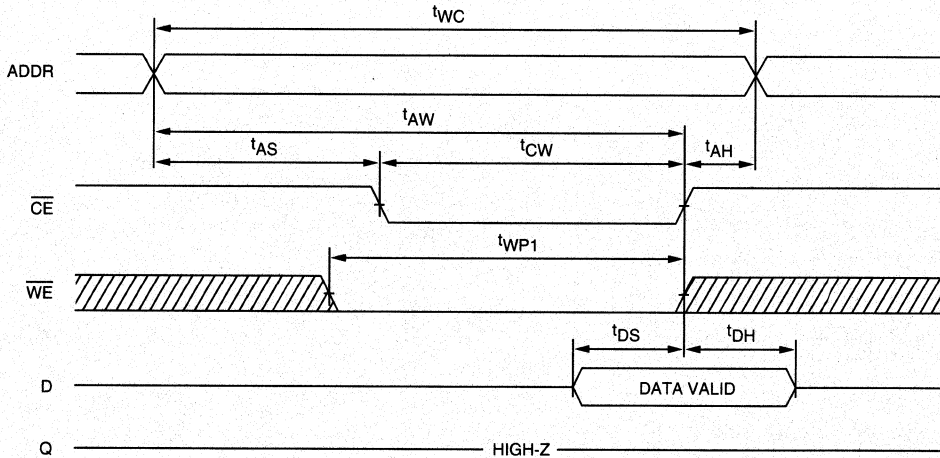 tWC
ADDR
tAW
tAS
tCW
tAH
CE
tWP1
WE
tDS
tDH
D
DATA VALID
Q
HIGH-Z